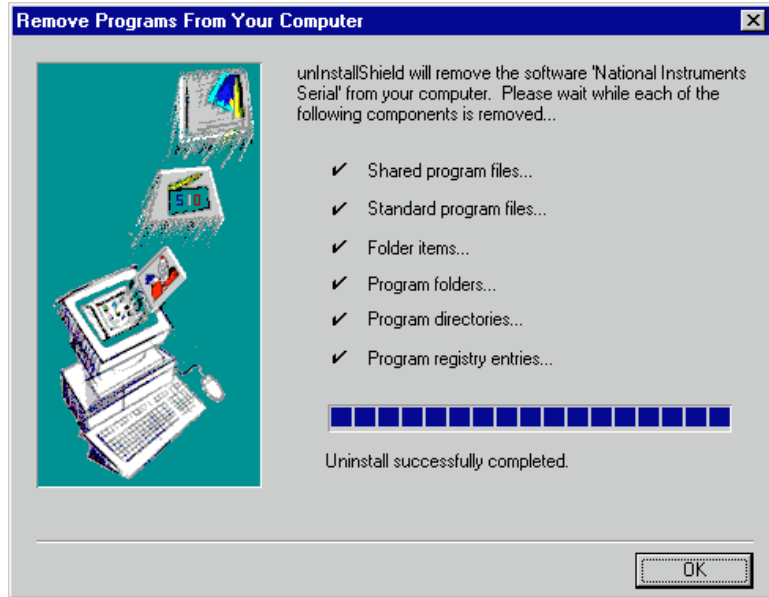 Remove Programs From Your Computer
unInstallShield will remove the software 'National Instruments
Serial' from your computer.  Please wait while each of the
following components is removed...
✔ Shared program files...
✔ Standard program files...
✔ Folder items...
✔ Program folders...
✔ Program directories...
✔ Program registry entries...
Uninstall successfully completed.
OK